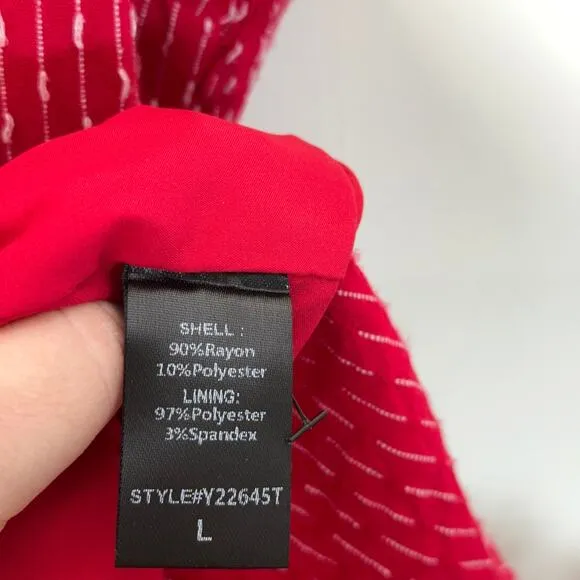 SHELL :
90%Rayon
10%Polyester
LINING:
97%Polyester
3%Spandex
STYLE#Y22645T
L